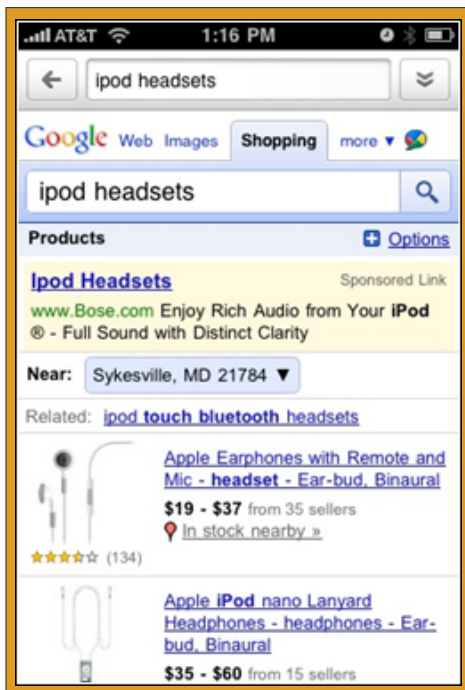 AT&T 1:16 PM
ipod headsets
Google Web Images Shopping more ▼
ipod headsets
Products Options
Ipod Headsets Sponsored Link
www.Bose.com Enjoy Rich Audio from Your iPod
® - Full Sound with Distinct Clarity
Near: Sykesville, MD 21784 ▼
Related: ipod touch bluetooth headsets
Apple Earphones with Remote and
Mic - headset - Ear-bud, Binaural
$19 - $37 from 35 sellers
In stock nearby »
(134)
Apple iPod nano Lanyard
Headphones - headphones - Ear-
bud, Binaural
$35 - $60 from 15 sellers